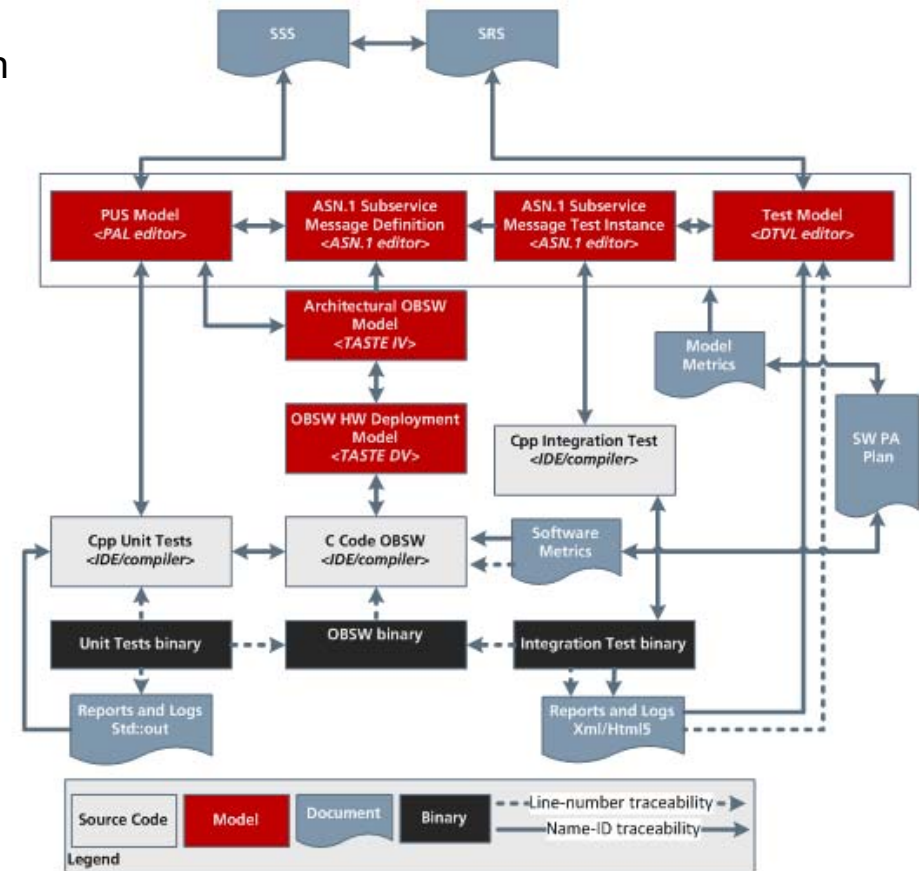 n
SSS
SRS
PUS Model
<PAL editor>
ASN.1 Subservice
Message Definition
<ASN.1 editor>
ASN.1 Subservice
Message Test Instance
<ASN.1 editor>
Test Model
<DTVL editor>
Architectural OBSW
Model
<TASTE IV>
Model
Metrics
OBSW HW Deployment
Model
<TASTE DV>
Cpp Integration Test
<IDE/compiler>
SW PA
Plan
Cpp Unit Tests
<IDE/compiler>
C Code OBSW
<IDE/compiler>
Software
Metrics
Unit Tests binary
OBSW binary
Integration Test binary
Reports and Logs
Std::out
Reports and Logs
Xml/Html5
Source Code
Model
Document
Binary
Line-number traceability
Name-ID traceability
Legend